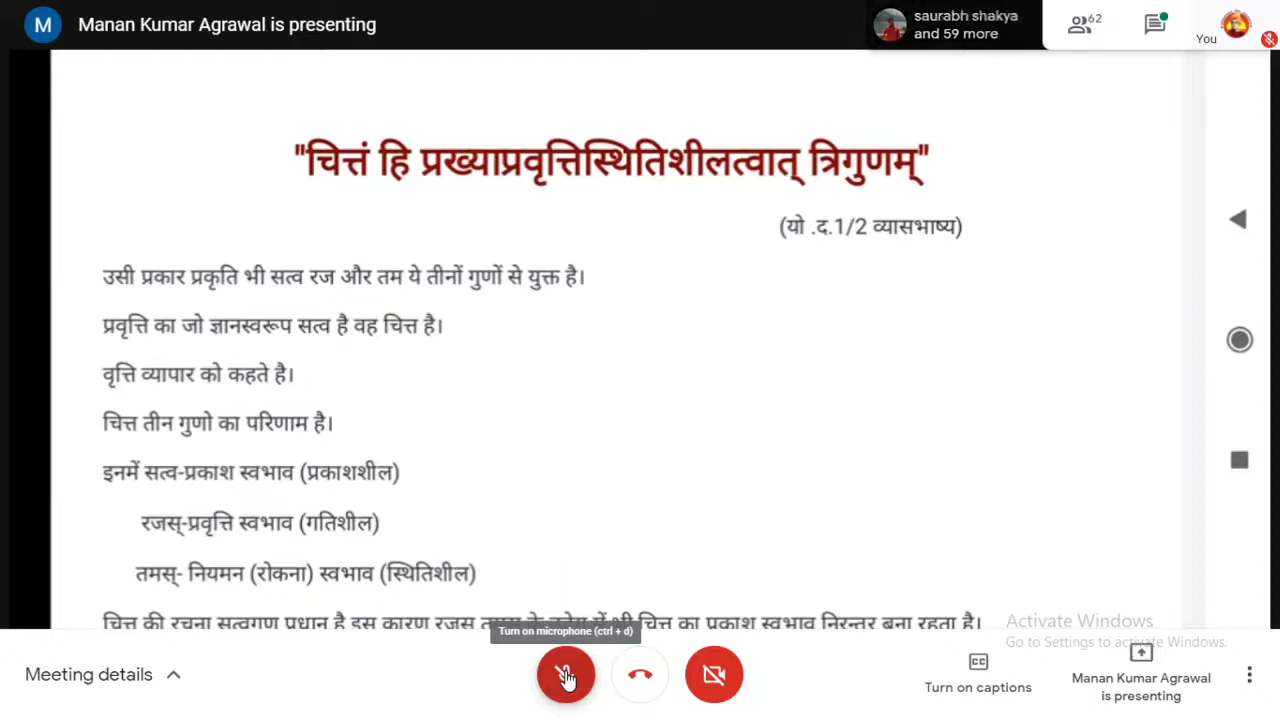 M Manan Kumar Agrawal is presenting
saurabh shakya
and 59 more
62
You
"चित्तं हि प्रख्याप्रवृत्तिस्थितिशीलत्वात् त्रिगुणम्"
(यो .द.1/2 व्यासभाष्य)
उसी प्रकार प्रकृति भी सत्व रज और तम ये तीनों गुणों से युक्त है।
प्रवृत्ति का जो ज्ञानस्वरूप सत्व है वह चित्त है।
वृत्ति व्यापार को कहते है।
चित्त तीन गुणो का परिणाम है।
इनमें सत्व-प्रकाश स्वभाव (प्रकाशशील)
रजस्-प्रवृत्ति स्वभाव (गतिशील)
तमस्- नियमन (रोकना) स्वभाव (स्थितिशील)
चित्त की रचना सत्वगुण प्रधान है इस कारण रजस तमस के में भी चित्त का प्रकाश स्वभाव निरन्तर बना रहता है।
Turn on microphone (ctrl + d)
Activate Windows
Go to Settings to activate Windows.
Meeting details
CC
Turn on captions
Manan Kumar Agrawal
is presenting